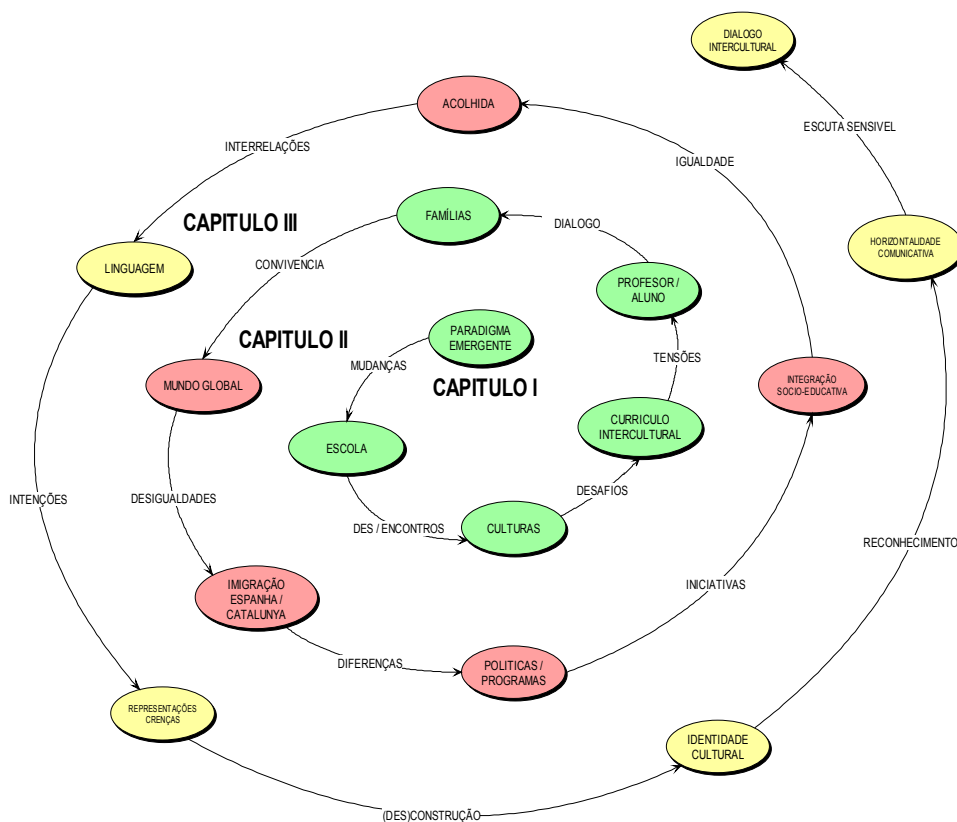 DIALOGO
INTERCULTURAL
ACOLHIDA
ESCUTA SENSIVEL
INTERRELAÇÕES
IGUALDADE
CAPITULO III
FAMÍLIAS
DIALOGO
HORIZONTALIDADE
COMUNICATIVA
LINGUAGEM
CONVIVENCIA
PROFESOR /
ALUNO
CAPITULO II
PARADIGMA
EMERGENTE
TENSÕES
MUDANÇAS
MUNDO GLOBAL
CAPITULO I
INTEGRAÇÃO
SOCIO-EDUCATIVA
CURRICULO
INTERCULTURAL
ESCOLA
INTENÇÕES
DESIGUALDADES
DESAFIOS
DES / ENCONTROS
CULTURAS
RECONHECIMENTO
IMIGRAÇÃO
ESPANHA /
CATALUNYA
INICIATIVAS
DIFERENÇAS
POLITICAS /
PROGRAMAS
REPRESENTAÇÕES
CRENÇAS
IDENTIDADE
CULTURAL
(DES)CONSTRUÇÃO